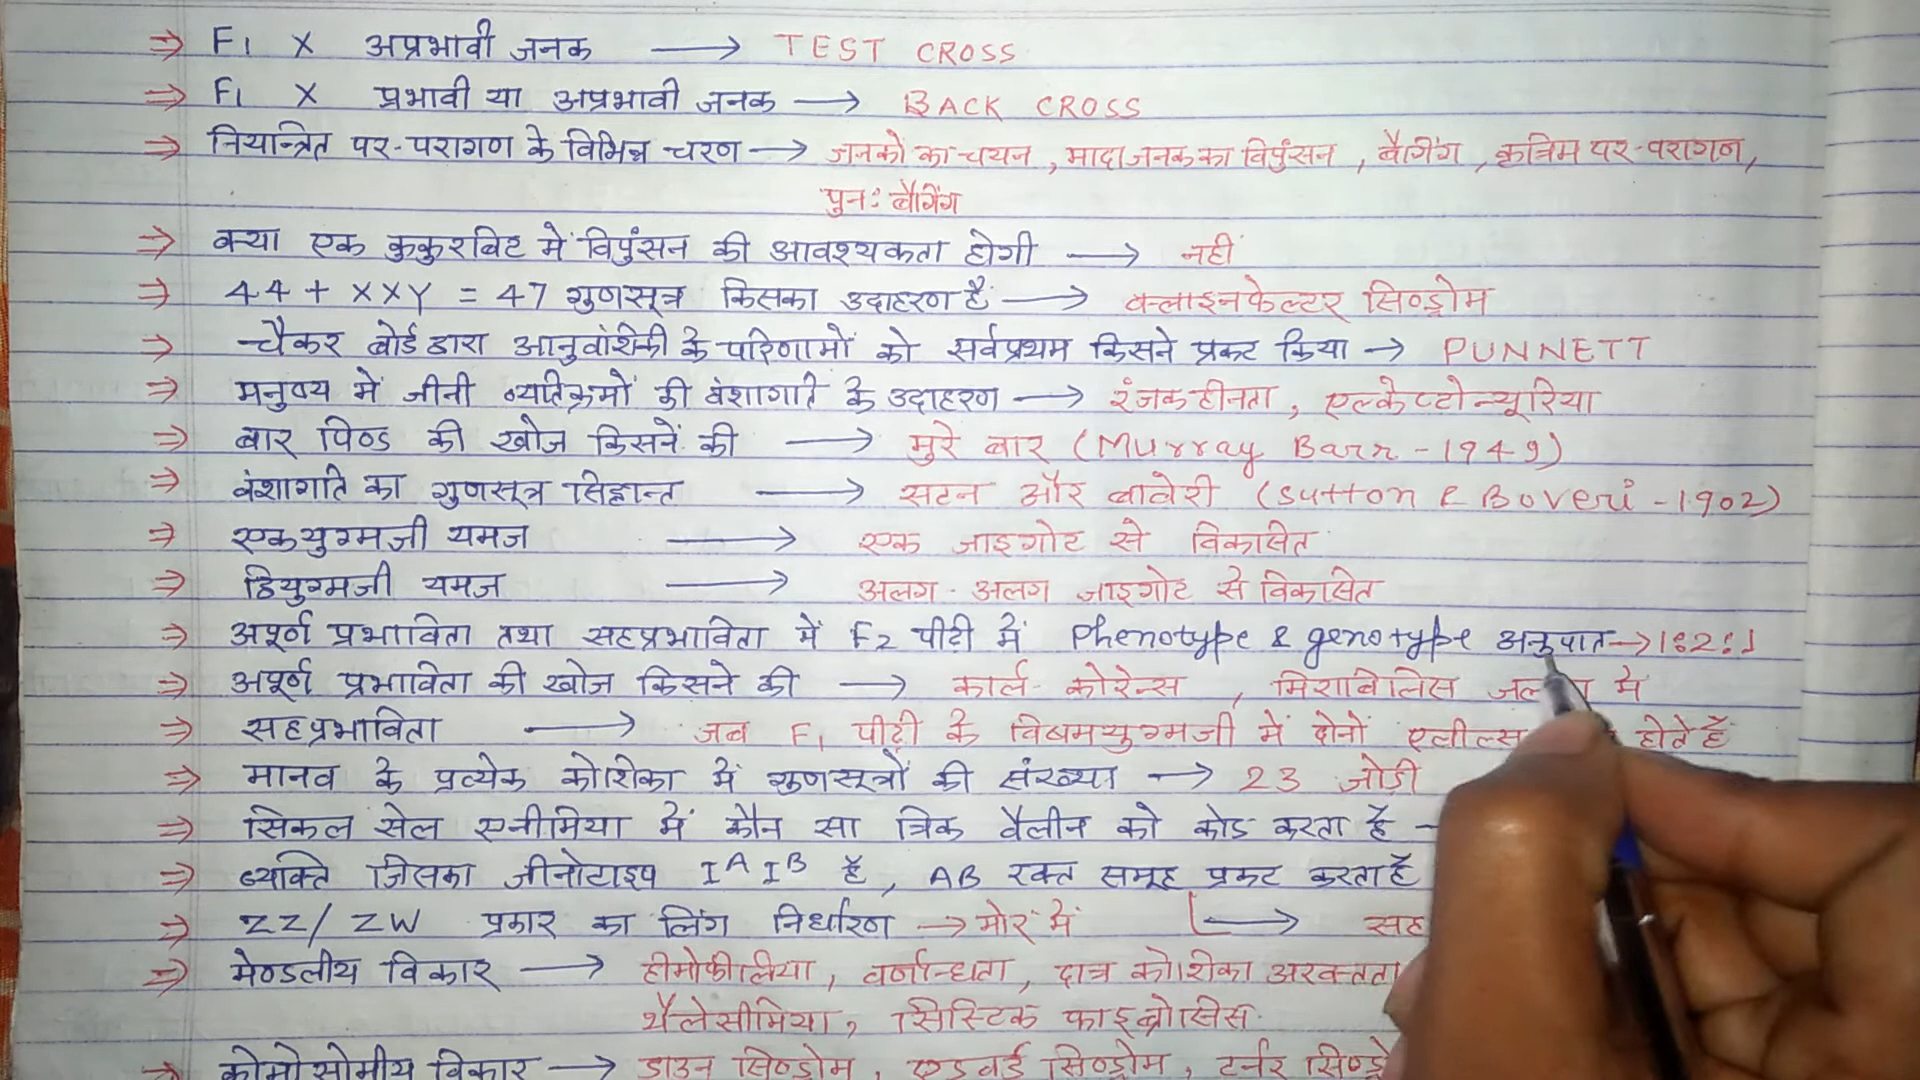 ⇒ F1 X अप्रभावी जनक ⟶ TEST CROSS
⇒ F1 X प्रभावी या अप्रभावी जनक ⟶ BACK CROSS
⇒ नियान्त्रित पर-परागण के विभिन्न चरण ⟶ जनकों का चयन, मादा जनक का विपुंसन, बैगिंग, कृत्रिम पर-परागन,
पुनः बैगिंग
⇒ क्या एक कुकुरबिट में विपुंसन की आवश्यकता होगी ⟶ नहीं
⇒ 44 + XXY = 47 गुणसूत्र किसका उदाहरण है ⟶ क्लाइनफेल्टर सिण्ड्रोम
⇒ चैकर बोर्ड द्वारा आनुवांशिकी के परिणामों को सर्वप्रथम किसने प्रकट किया → PUNNETT
⇒ मनुष्य में जीनी व्यतिक्रमों की वंशागति के उदाहरण ⟶ रंजकहीनता, एल्केप्टोन्यूरिया
⇒ बार पिण्ड की खोज किसनें की ⟶ मुरे बार (Murray Barr - 1949)
⇒ वंशागति का गुणसूत्र सिद्धान्त ⟶ सटन और बावेरी (Sutton & Boveri - 1902)
⇒ एकयुग्मजी यमज ⟶ एक जाइगोट से विकासित
⇒ द्वियुग्मजी यमज ⟶ अलग-अलग जाइगोट से विकासित
⇒ अपूर्ण प्रभाविता तथा सहप्रभाविता में F2 पीढ़ी में Phenotype & genotype अनुपात → 1:2:1
⇒ अपूर्ण प्रभाविता की खोज किसने की ⟶ कार्ल कोरेन्स, मिराबिलिस में
⇒ सहप्रभाविता ⟶ जब F1 पीढ़ी के विषमयुग्मजी में दोनों एलील्स होते हैं
⇒ मानव के प्रत्येक कोशिका में गुणसूत्रों की संख्या ⟶ 23 जोड़ी
⇒ सिकल सेल एनीमिया में कौन सा त्रिक वैलीन को कोड करता है
⇒ व्यक्ति जिसका जीनोटाइप IᴬIᴮ है, AB रक्त समूह प्रकट करता है
⇒ ZZ/ZW प्रकार का लिंग निर्धारण → मोर में ⟶ सह
⇒ मेण्डलीय विकार ⟶ हीमोफीलिया, वर्णान्धता, दात्र कोशिका अरक्तता
थैलेसीमिया, सिस्टिक फाइब्रोसिस
⇒ क्रोमोसोमीय विकार ⟶ डाउन सिण्ड्रोम, एडवर्ड सिण्ड्रोम, टर्नर